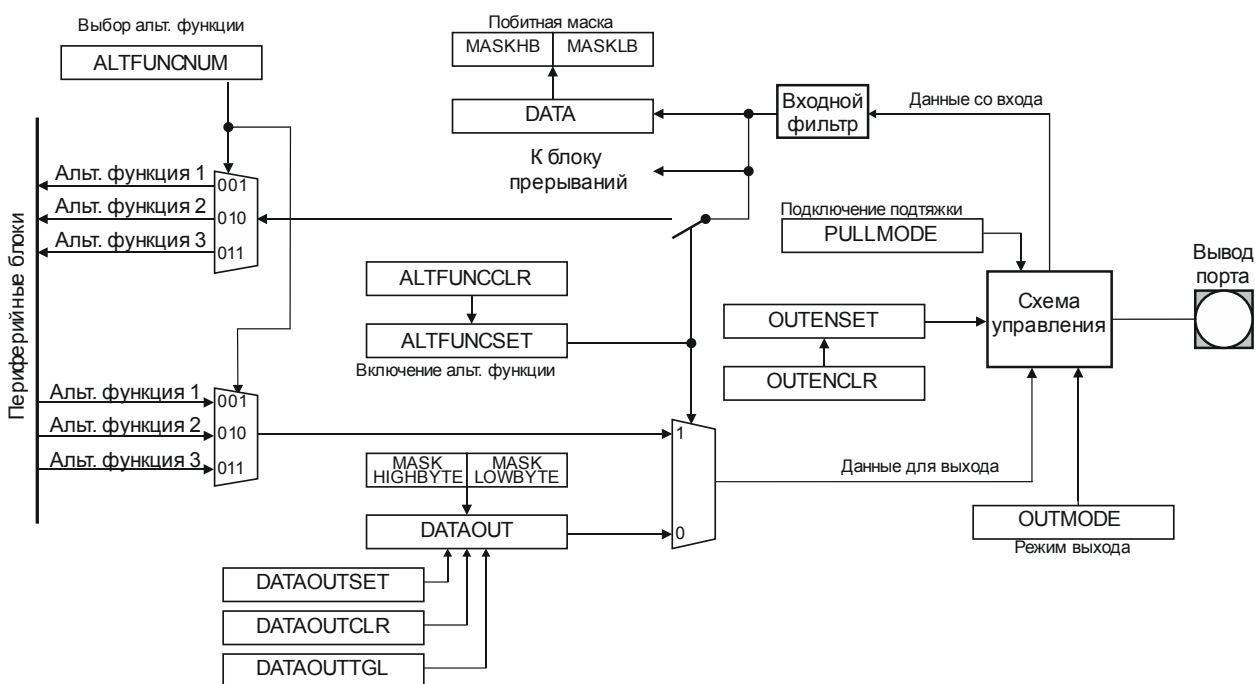 Выбор альт. функции
ALTFUNCNUM
Побитная маска
MASKHB
MASKLB
DATA
Входной
фильтр
Данные со входа
К блоку
прерываний
Периферийные блоки
Альт. функция 1
001
Альт. функция 2
010
Альт. функция 3
011
Подключение подтяжки
PULLMODE
Вывод
порта
ALTFUNCCLR
ALTFUNCSET
Включение альт. функции
OUTENSET
OUTENCLR
Схема
управления
Альт. функция 1
001
Альт. функция 2
010
Альт. функция 3
011
1
0
MASK
HIGHBYTE
MASK
LOWBYTE
DATAOUT
Данные для выхода
OUTMODE
Режим выхода
DATAOUTSET
DATAOUTCLR
DATAOUTTGL